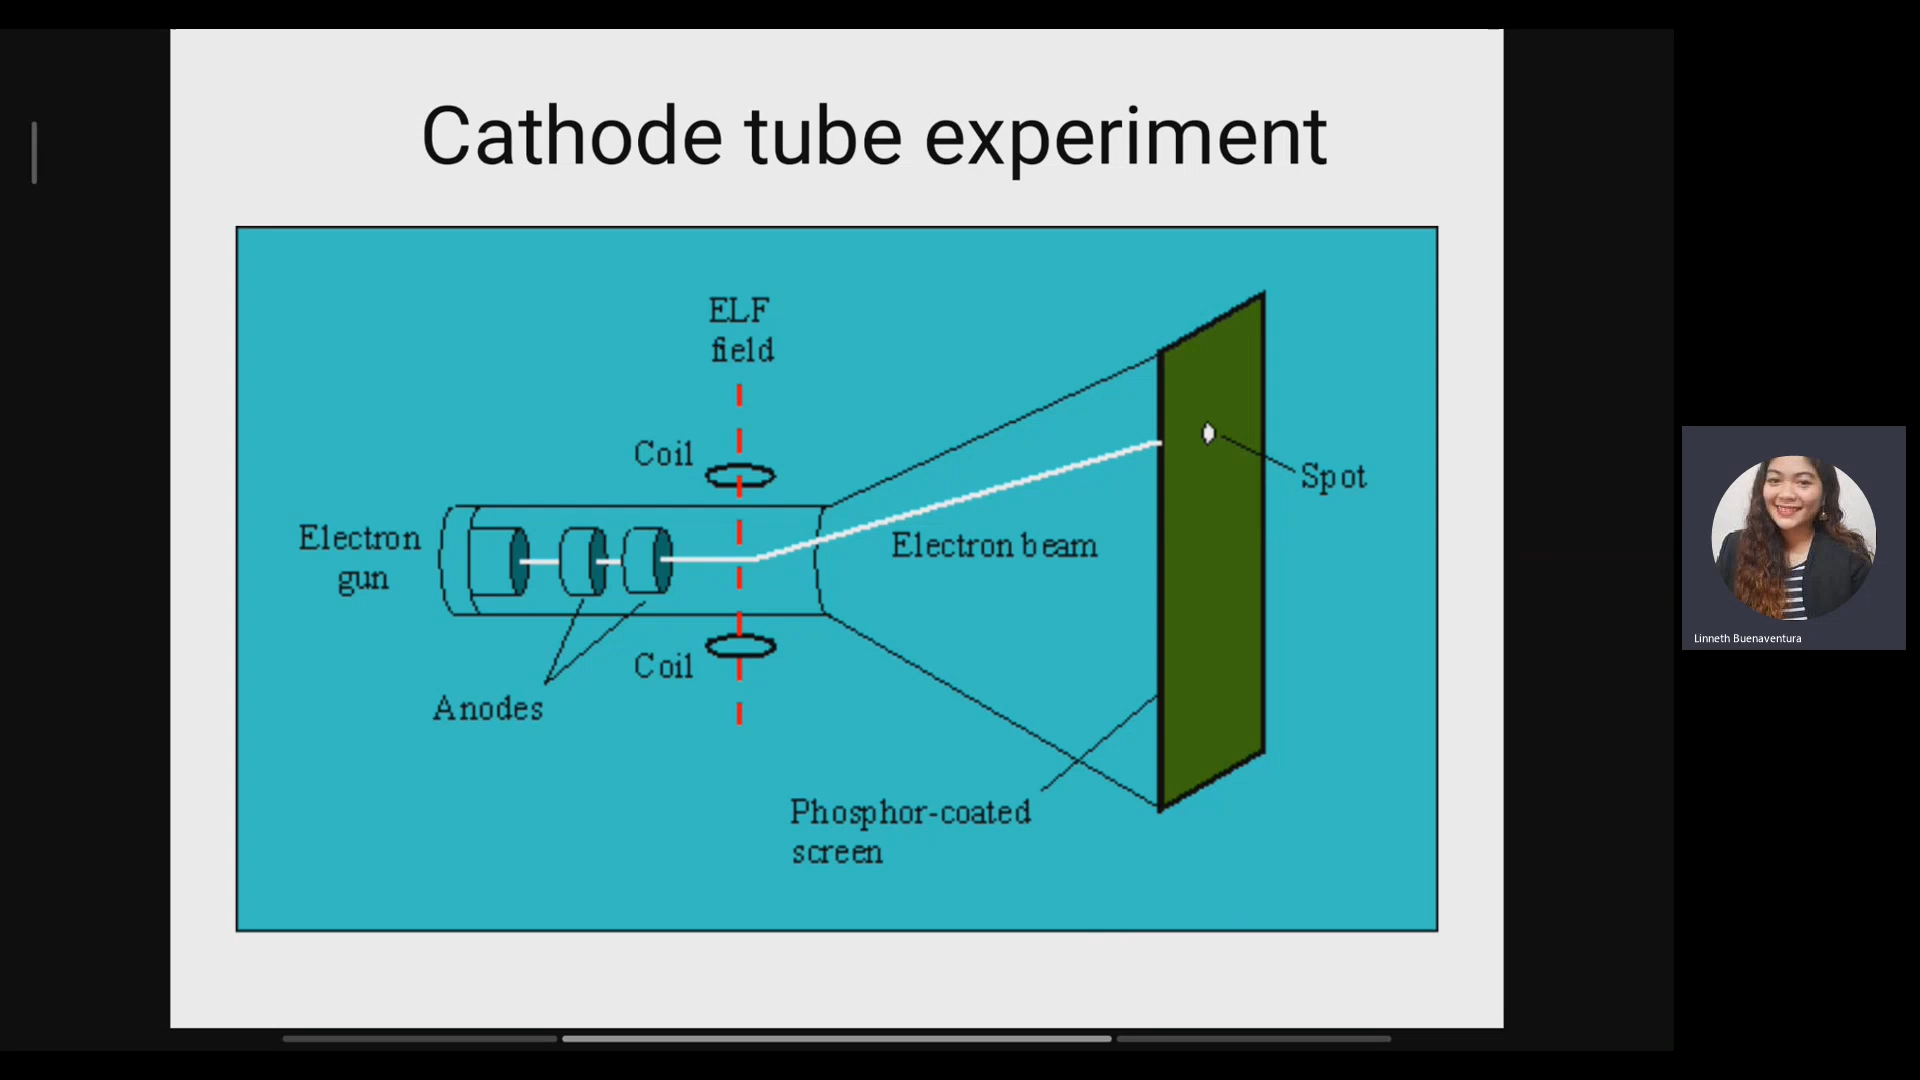 Cathode tube experiment
ELF
field
Coil
Spot
Electron
gun
Electron beam
Coil
Anodes
Phosphor-coated
screen
Linneth Buenaventura